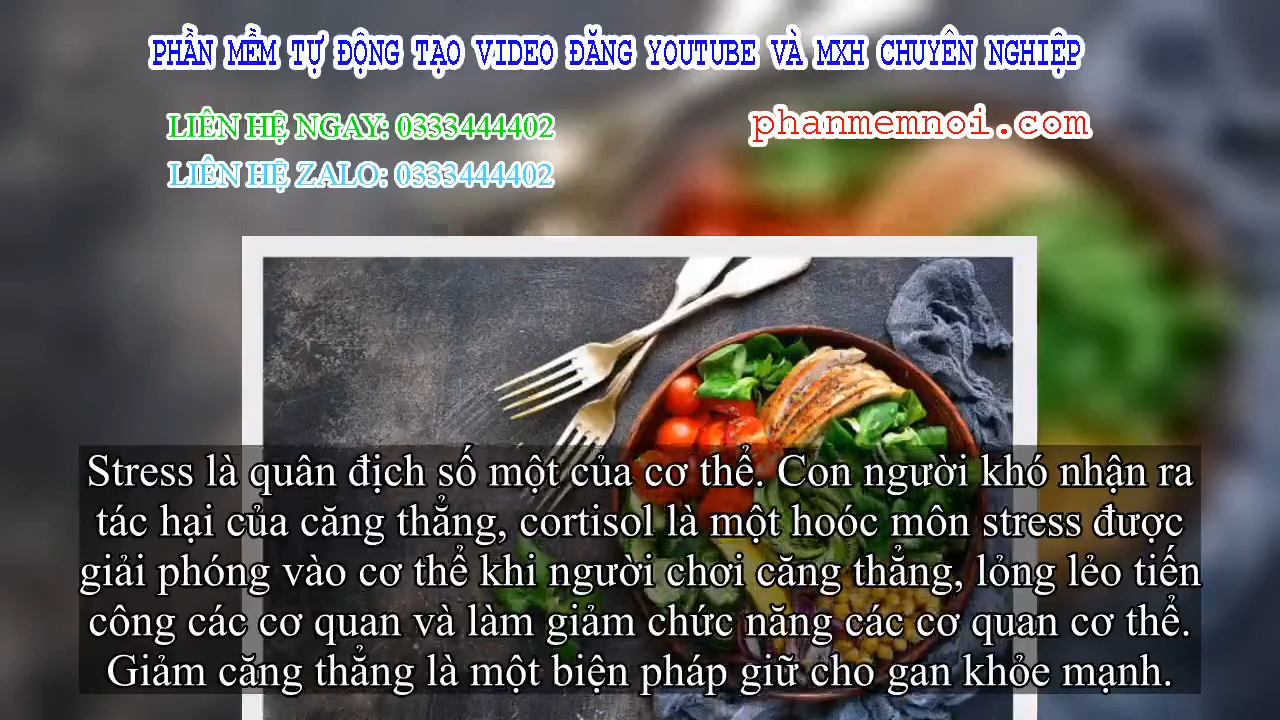 PHẦN MỀM TỰ ĐỘNG TẠO VIDEO ĐĂNG YOUTUBE VÀ MXH CHUYÊN NGHIỆP
LIÊN HỆ NGAY: 0333444402
phanmemnoi.com
LIÊN HỆ ZALO: 0333444402
Stress là quân địch số một của cơ thể. Con người khó nhận ra
tác hại của căng thẳng, cortisol là một hoóc môn stress được
giải phóng vào cơ thể khi người chơi căng thẳng, lỏng lẻo tiến
công các cơ quan và làm giảm chức năng các cơ quan cơ thể.
Giảm căng thẳng là một biện pháp giữ cho gan khỏe mạnh.